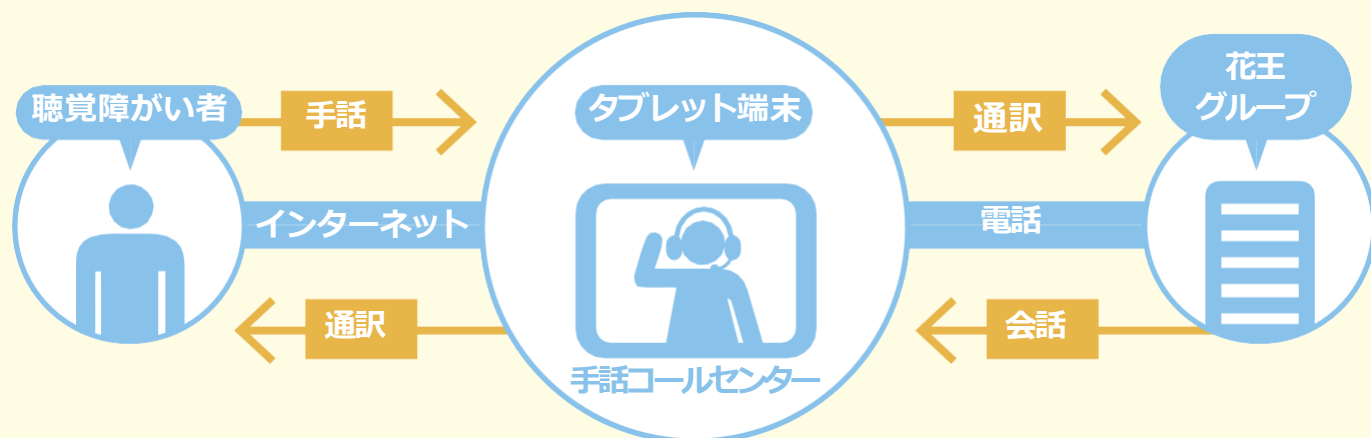 聴覚障がい者
手話
タブレット端末
通訳
花王
グループ
インターネット
電話
通訳
会話
手話コールセンター